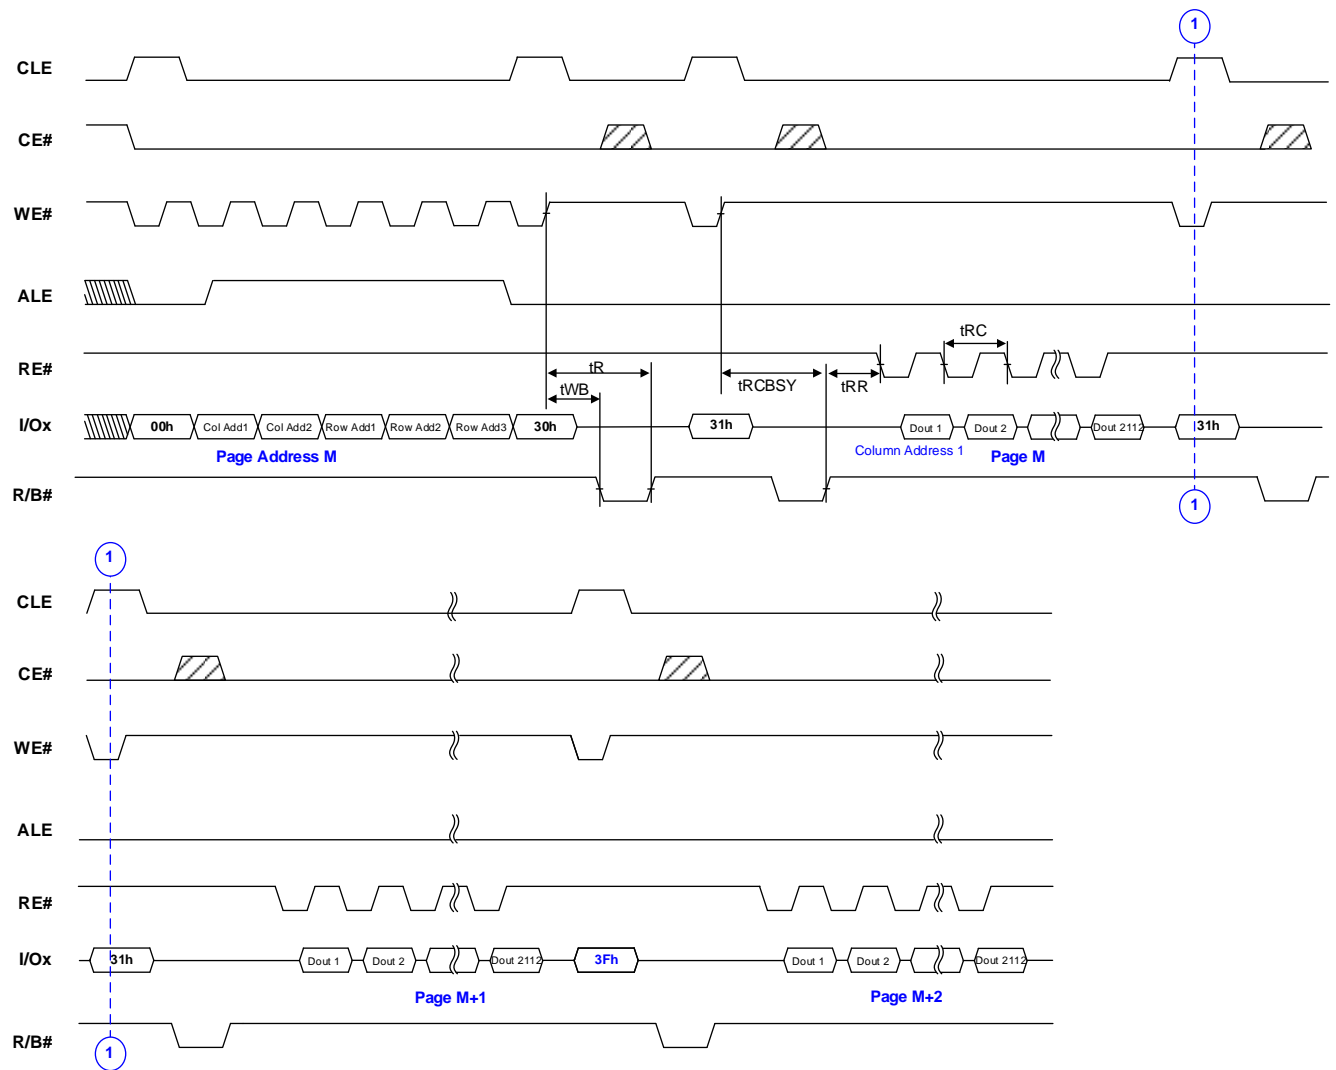 1
CLE
CE#
WE#
ALE
tRC
RE#
tR
tRCBSY
tRR
tWB
I/Ox
00h Col Add1 Col Add2 Row Add1 Row Add2 Row Add3 30h 31h Dout 1 Dout 2 Dout 2112 31h
Page Address M
Column Address 1
Page M
R/B#
1
1
CLE
CE#
WE#
ALE
RE#
I/Ox
31h Dout 1 Dout 2 Dout 2112 3Fh Dout 1 Dout 2 Dout 2112
Page M+1
Page M+2
R/B#
1